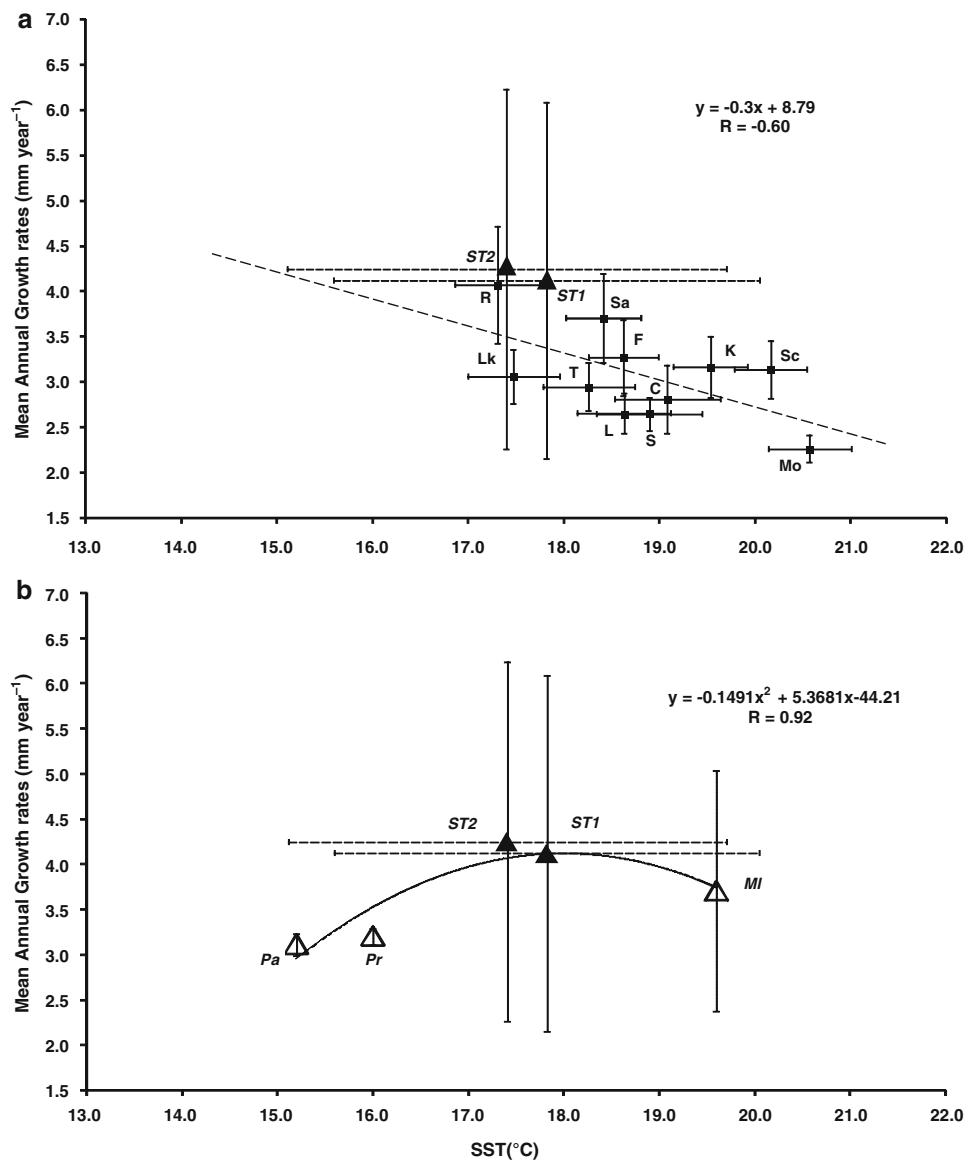 a
7.0
6.5
6.0
5.5
5.0
4.5
4.0
3.5
3.0
2.5
2.0
1.5
Mean Annual Growth rates (mm year⁻¹)
y = -0.3x + 8.79
R = -0.60
ST2
R
ST1
Sa
F
Lk
T
K
Sc
C
L
S
Mo
13.0 14.0 15.0 16.0 17.0 18.0 19.0 20.0 21.0 22.0
b
7.0
6.5
6.0
5.5
5.0
4.5
4.0
3.5
3.0
2.5
2.0
1.5
Mean Annual Growth rates (mm year⁻¹)
y = -0.1491x² + 5.3681x-44.21
R = 0.92
ST2
ST1
MI
Pa
Pr
13.0 14.0 15.0 16.0 17.0 18.0 19.0 20.0 21.0 22.0
SST(°C)